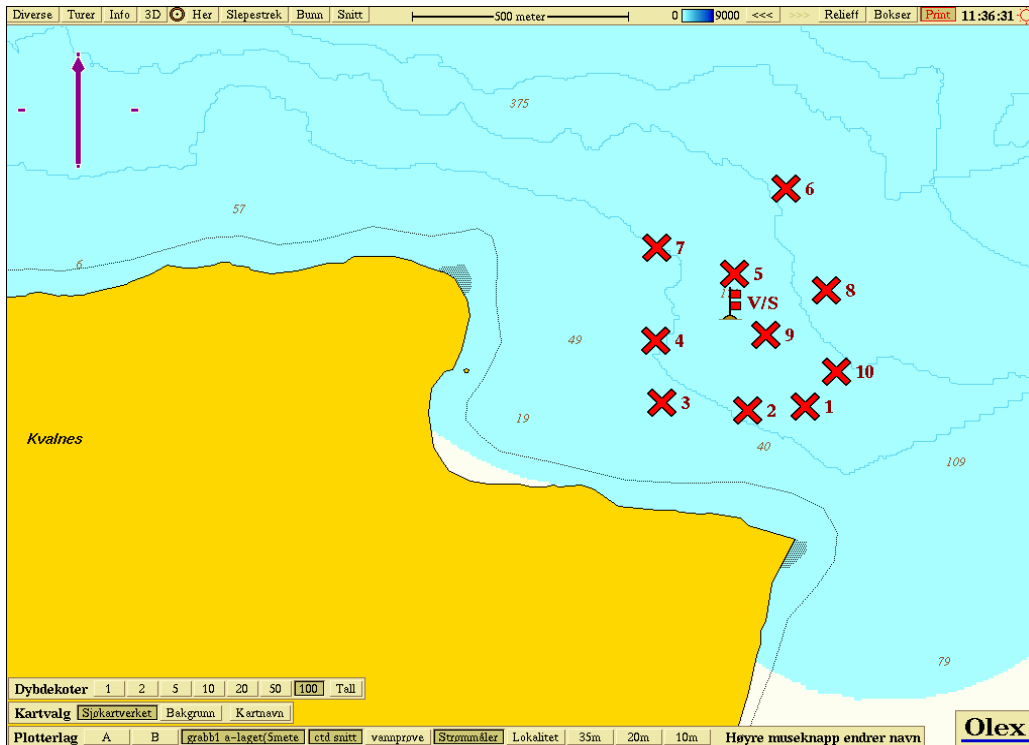 Diverse Turer Info 3D Her Slepestrek Bunn Snitt 500 meter 0 9000 <<< >>> Relieff Bokser Print 11:36:31
375
6
57
7
5
6
8
V/S
49
4
9
10
3
2
1
19
Kvalnes
40
109
79
Dybdekoter 1 2 5 10 20 50 100 Tall
Kartvalg Sjøkartverket Bakgrunn Kartnavn
Plotterlag A B grabb1 a-laget(5mete ctd snitt vannprøve Strømmåler Lokalitet 35m 20m 10m Høyre museknapp endrer navn
Olex